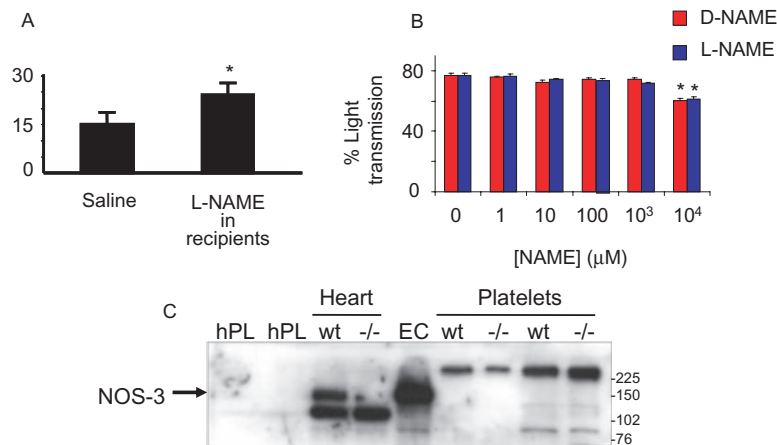 A
30
15
0
*
Saline
L-NAME
in
recipients
B
D-NAME
L-NAME
% Light
transmission
80
60
40
0
* *
0 1 10 100 10³ 10⁴
[NAME] (µM)
C
Heart Platelets
hPL hPL wt -/- EC wt -/- wt -/-
NOS-3
-225
-150
-102
-76